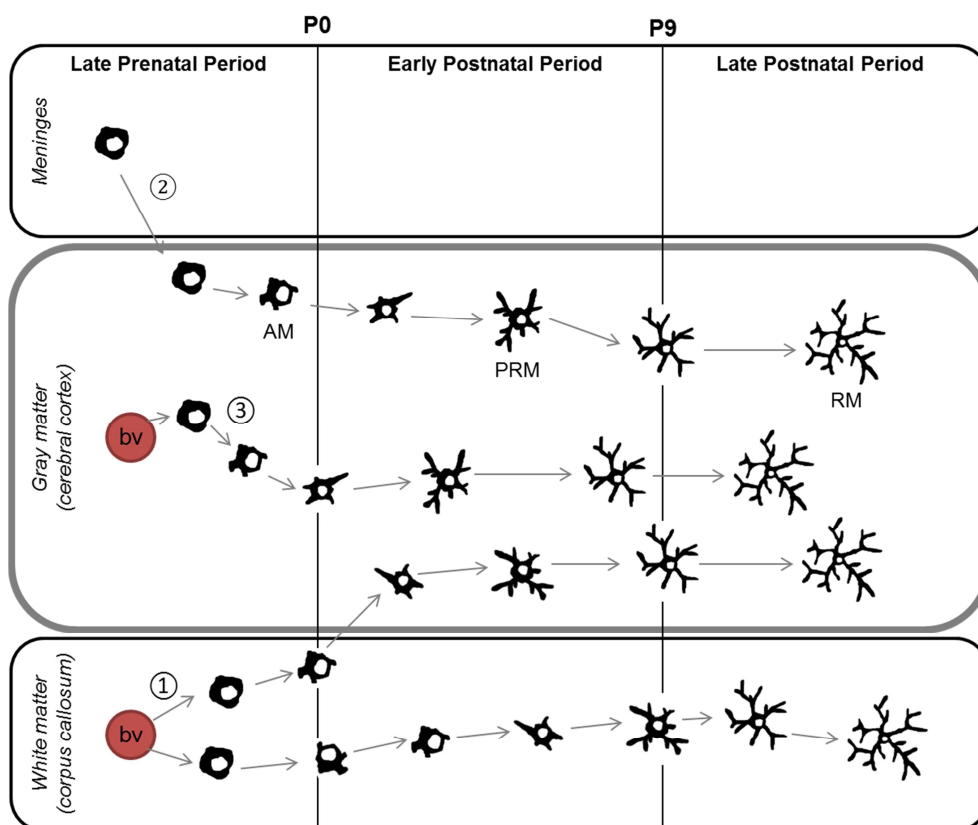 P0
P9
Late Prenatal Period
Early Postnatal Period
Late Postnatal Period
Meninges
②
AM
PRM
RM
Gray matter
(cerebral cortex)
bv
③
White matter
(corpus callosum)
①
bv